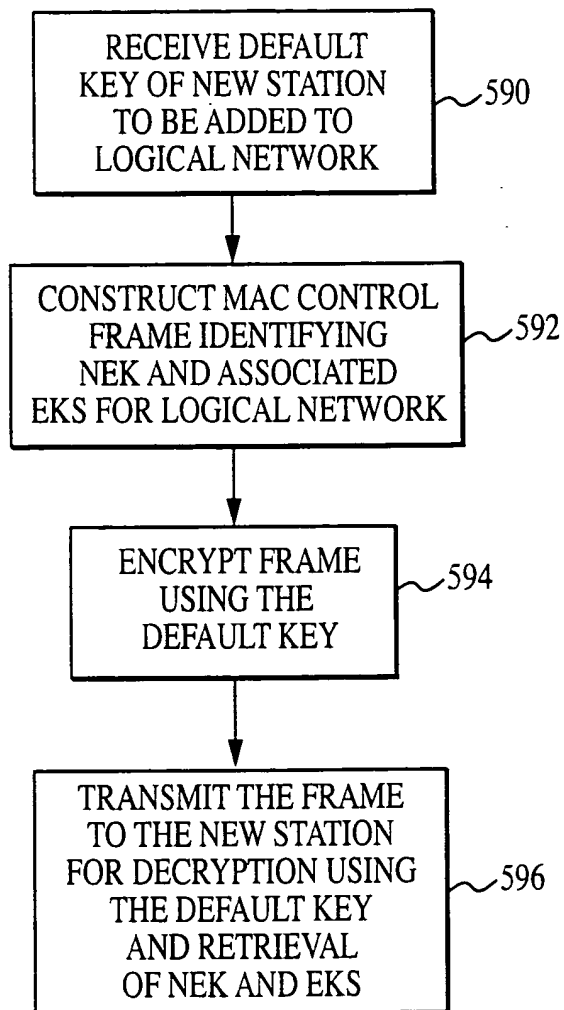 RECEIVE DEFAULT
KEY OF NEW STATION
TO BE ADDED TO
LOGICAL NETWORK
590
CONSTRUCT MAC CONTROL
FRAME IDENTIFYING
NEK AND ASSOCIATED
EKS FOR LOGICAL NETWORK
592
ENCRYPT FRAME
USING THE
DEFAULT KEY
594
TRANSMIT THE FRAME
TO THE NEW STATION
FOR DECRYPTION USING
THE DEFAULT KEY
AND RETRIEVAL
OF NEK AND EKS
596